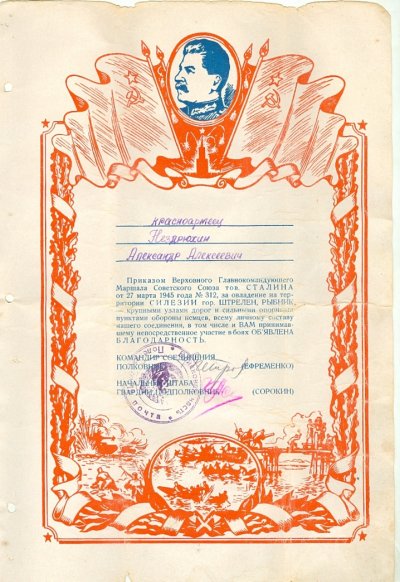 красноармеец
Нездрюхин
Александр Алексеевич
Приказом Верховного Главнокомандующего
Маршала Советского Союза тов. СТАЛИНА
от 27 марта 1945 года № 312, за овладение на тер-
ритории СИЛЕЗИИ гор. ШТРЕЛЕН, РЫБНИК
— крупными узлами дорог и сильными опорными
пунктами обороны немцев, всему личному составу
нашего соединения, в том числе и ВАМ принимав-
шему непосредственное участие в боях ОБ'ЯВЛЕНА
БЛАГОДАРНОСТЬ.
КОМАНДИР СОЕДИНЕНИЯ
ПОЛКОВНИК (ЕФРЕМЕНКО)
НАЧАЛЬНИК ШТАБА
ГВАРДИИ ПОДПОЛКОВНИК (СОРОКИН)
ПОЧТА